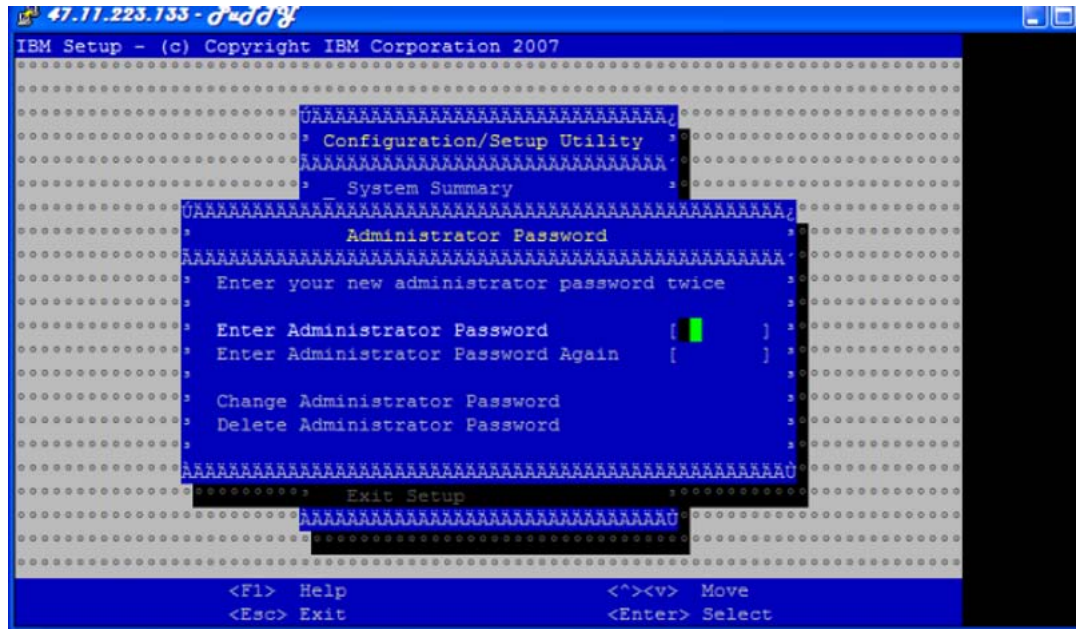 47.11.223.133 - PuTTY
IBM Setup - (c) Copyright IBM Corporation 2007
Configuration/Setup Utility
System Summary
Administrator Password
Enter your new administrator password twice
Enter Administrator Password [ ]
Enter Administrator Password Again [ ]
Change Administrator Password
Delete Administrator Password
Exit Setup
<F1> Help <^><v> Move
<Esc> Exit <Enter> Select